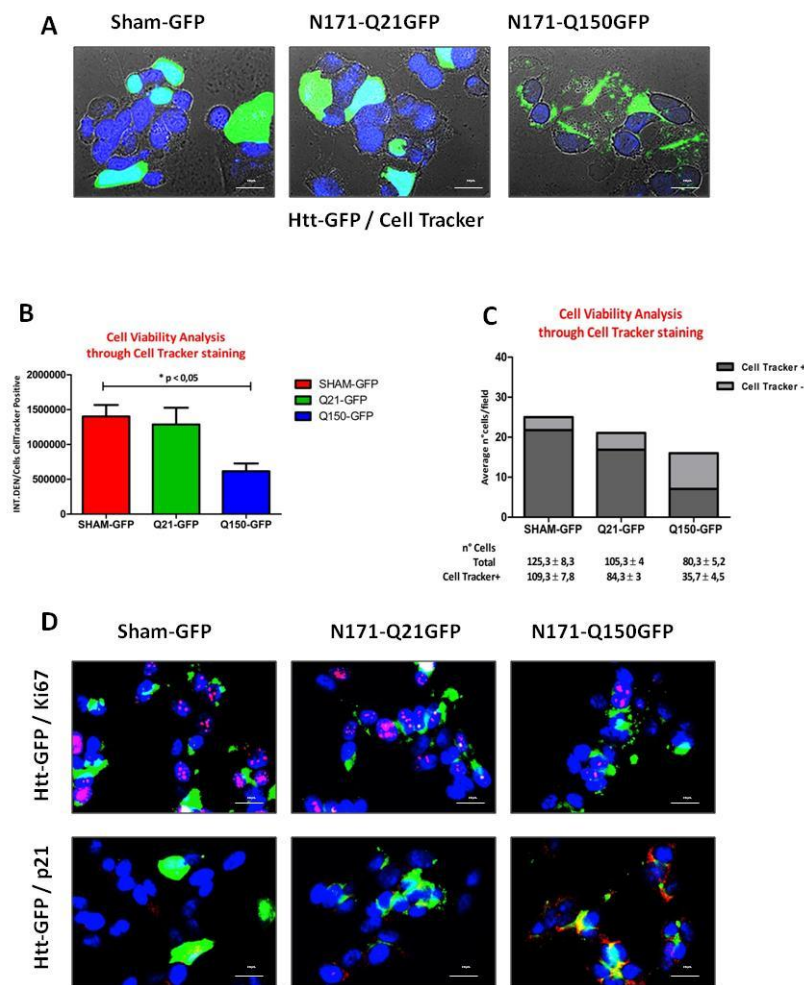 A
Sham-GFP N171-Q21GFP N171-Q150GFP
Htt-GFP / Cell Tracker
B
Cell Viability Analysis
through Cell Tracker staining
INT.DEN/Cells CellTracker Positive
2000000
1500000
1000000
500000
0
* p < 0,05
SHAM-GFP Q21-GFP Q150-GFP
SHAM-GFP
Q21-GFP
Q150-GFP
C
Cell Viability Analysis
through Cell Tracker staining
Average n°cells/field
40
30
20
10
0
SHAM-GFP Q21-GFP Q150-GFP
Cell Tracker +
Cell Tracker -
n° Cells
Total 125,3 ± 8,3 105,3 ± 4 80,3 ± 5,2
Cell Tracker+ 109,3 ± 7,8 84,3 ± 3 35,7 ± 4,5
D
Sham-GFP N171-Q21GFP N171-Q150GFP
Htt-GFP / Ki67
Htt-GFP / p21